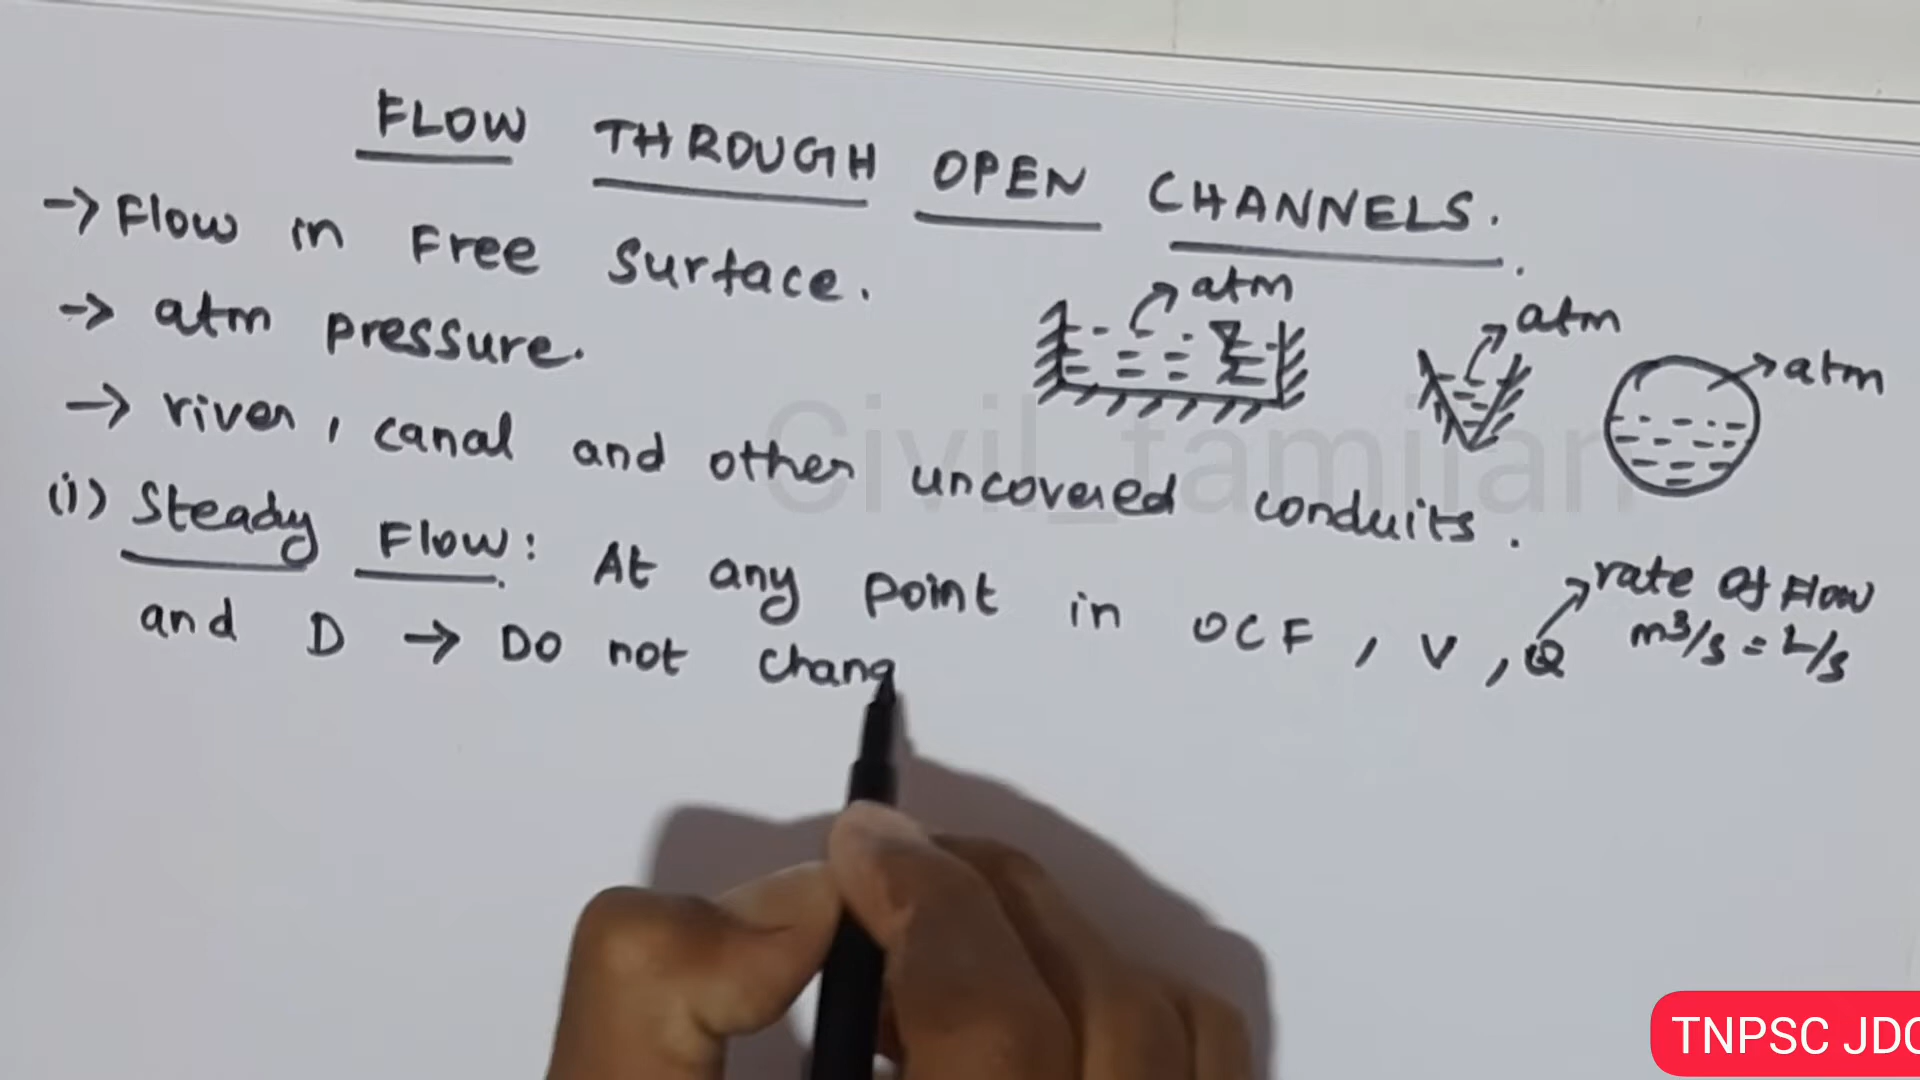 FLOW THROUGH OPEN CHANNELS.
→ Flow in Free Surface.
→ atm pressure.
→ river, canal and other uncovered conduits.
atm
atm
atm
(i) Steady Flow: At any point in OCF, V, Q
→ rate of Flow
m³/s = L/s
and D → Do not chang
Civil_tamilan
TNPSC JDO